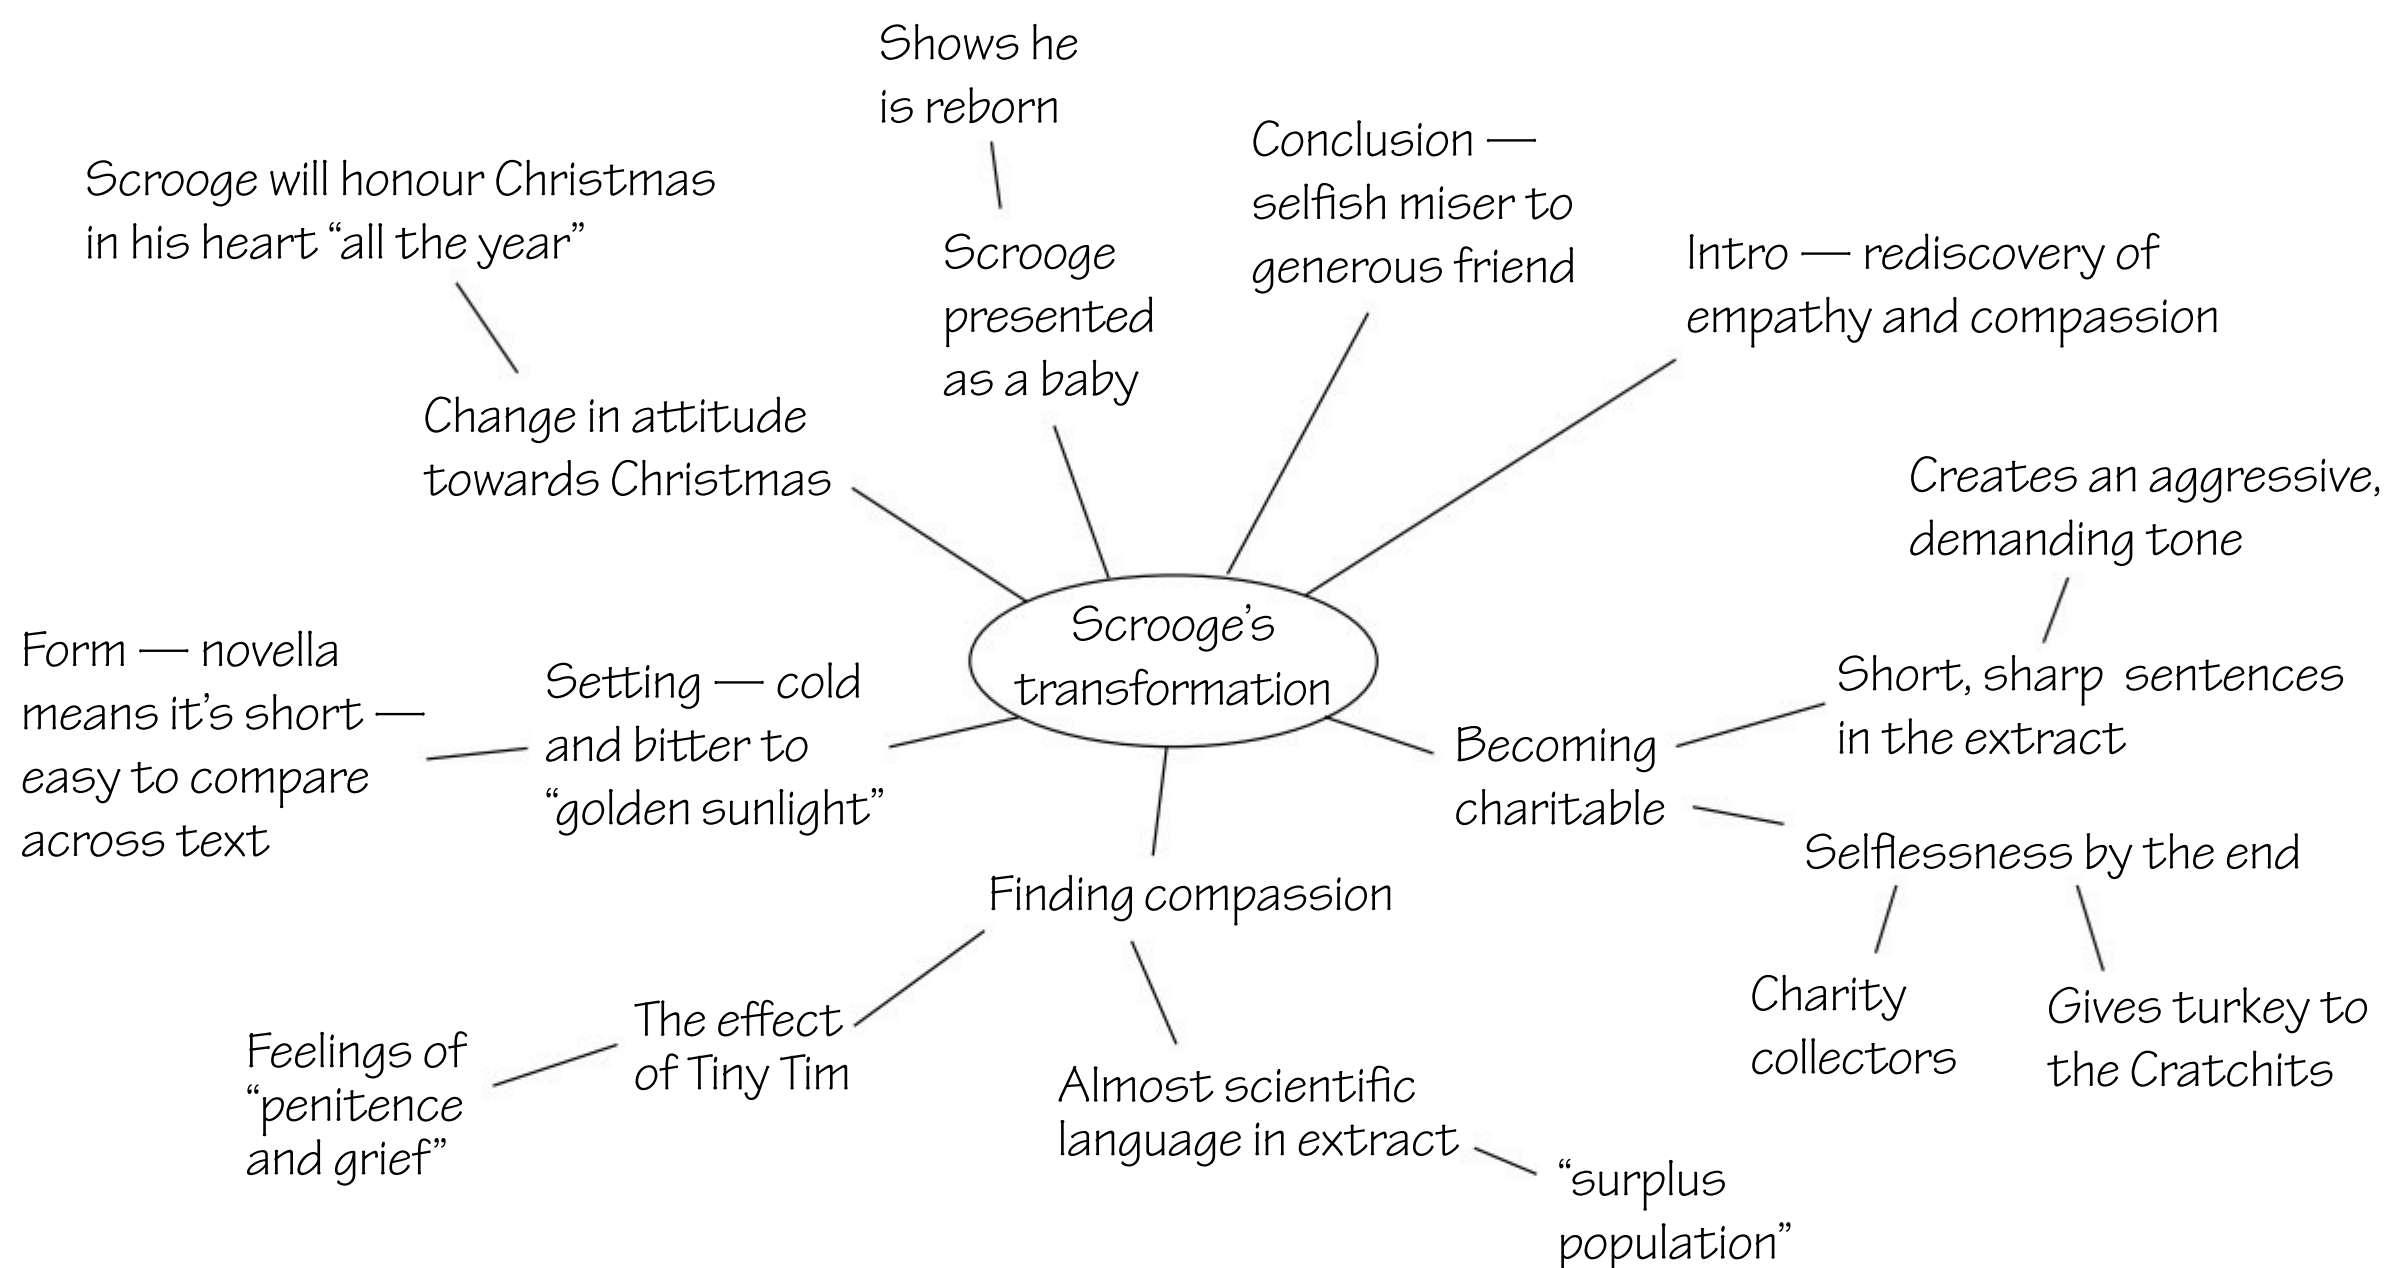 Shows he
is reborn
Conclusion —
selfish miser to
generous friend
Scrooge will honour Christmas
in his heart “all the year”
Scrooge
presented
as a baby
Intro — rediscovery of
empathy and compassion
Change in attitude
towards Christmas
Creates an aggressive,
demanding tone
Scrooge’s
transformation
Form — novella
means it’s short —
easy to compare
across text
Setting — cold
and bitter to
“golden sunlight”
Short, sharp sentences
in the extract
Becoming
charitable
Selflessness by the end
Finding compassion
Charity
collectors
Gives turkey to
the Cratchits
The effect
of Tiny Tim
Feelings of
“penitence
and grief”
Almost scientific
language in extract
“surplus
population”